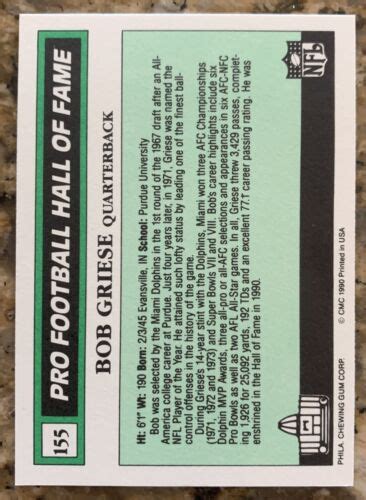 155 PRO FOOTBALL HALL OF FAME
NFL
BOB GRIESE QUARTERBACK
Ht: 6'1" Wt: 190 Born: 2/3/45 Evansville, IN School: Purdue University
Bob was selected by the Miami Dolphins in the 1st round of the 1967 draft after an All-
America college career at Purdue. Just four years later, in 1971, Griese was named the
NFL Player of the Year. He attained such lofty status by leading one of the finest ball-
control offenses in the history of the game.
During Griese's 14-year stint with the Dolphins, Miami won three AFC Championships
(1971, 1972 and 1973) and Super Bowls VII and VIII. Bob's career highlights include six
Dolphin MVP Awards, three all-pro or all-AFC selections and appearances in six AFC-NFC
Pro Bowls as well as two AFL All-Star games. In all, Griese threw 3,429 passes, complet-
ing 1,926 for 25,092 yards, 192 TDs and an excellent 77.1 career passing rating. He was
enshrined in the Hall of Fame in 1990.
PHILA. CHEWING GUM CORP.
© CMC 1990 Printed in USA